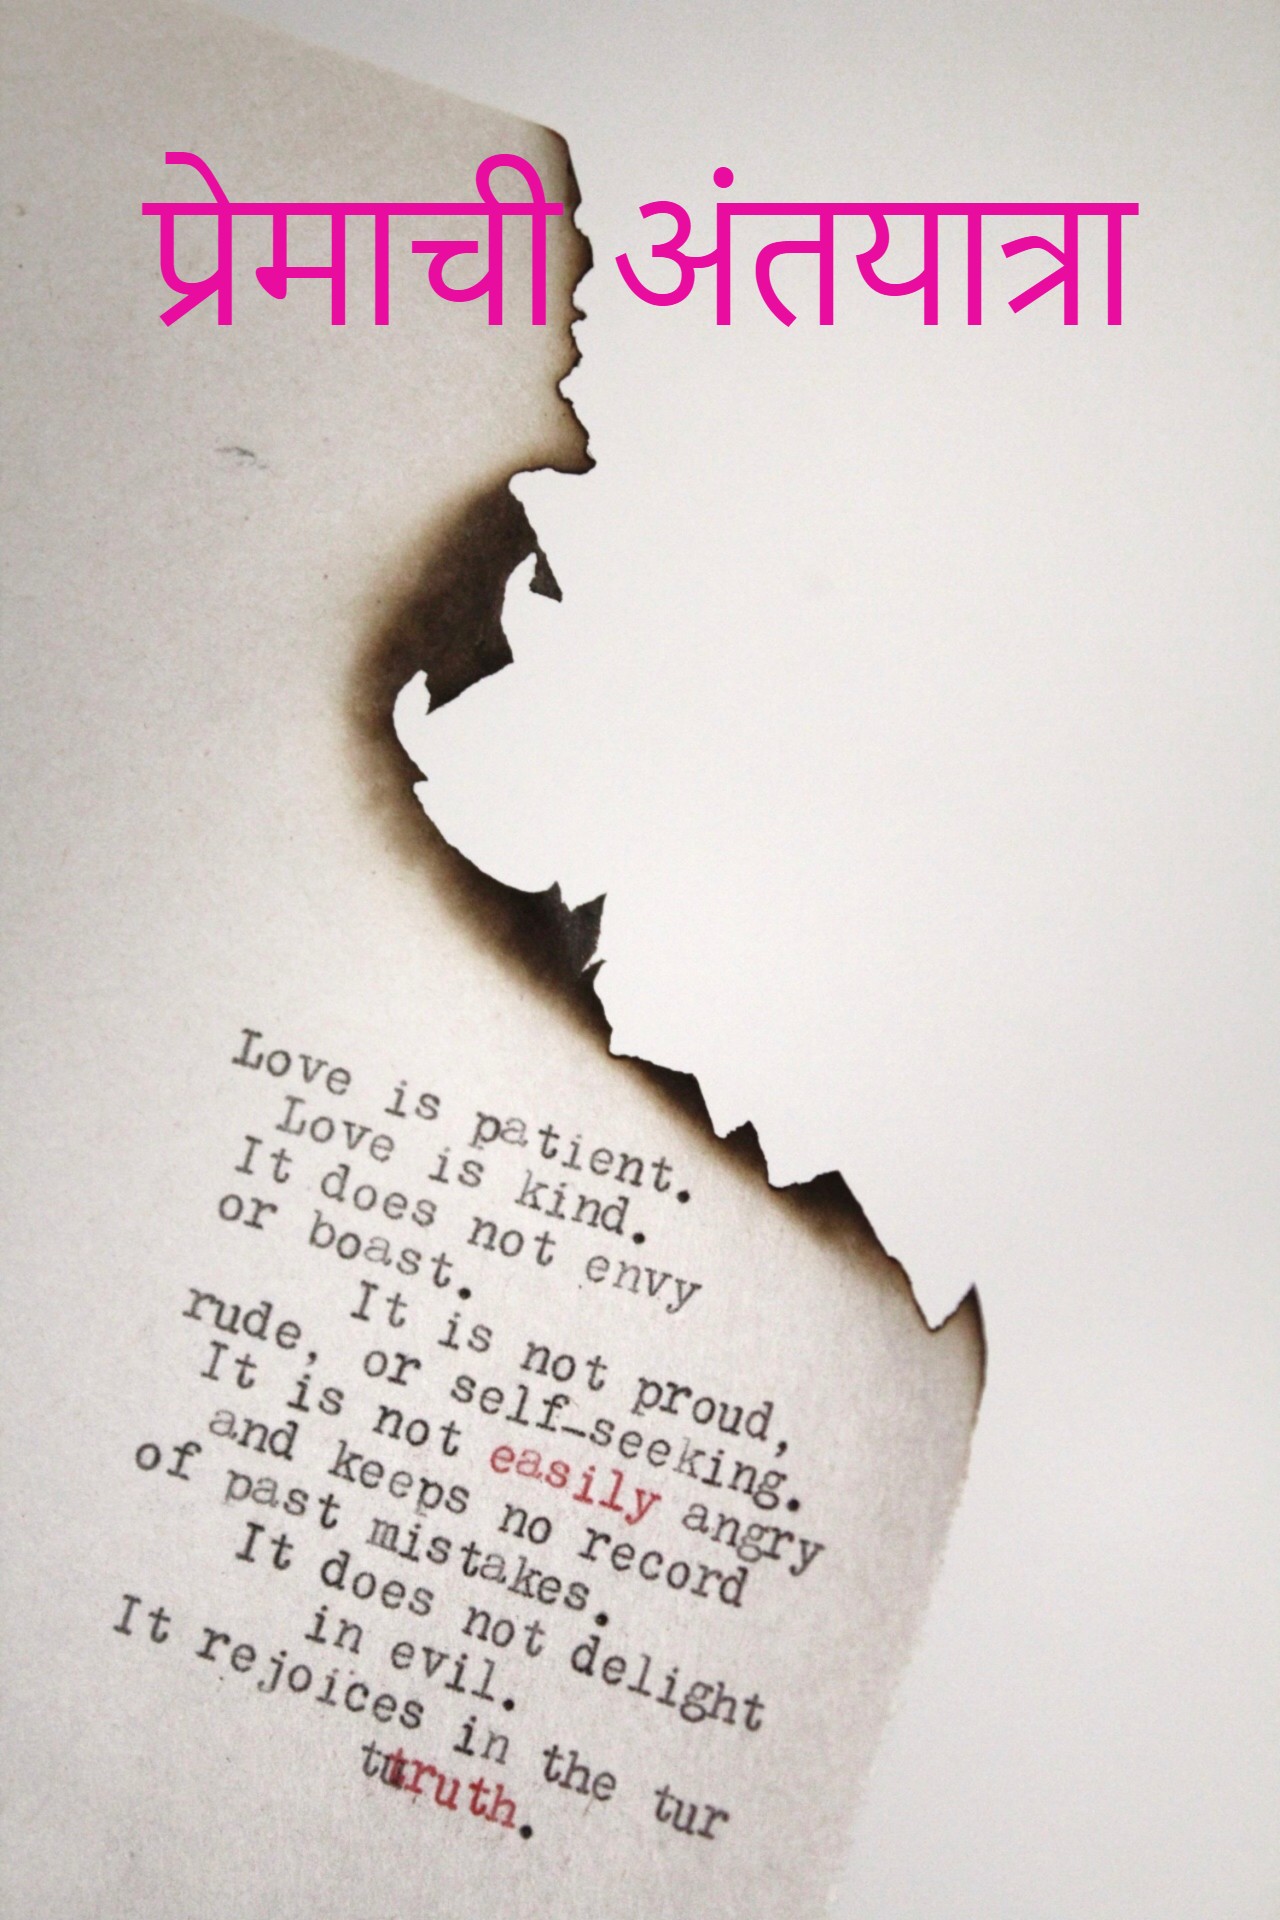 प्रेमाची अंतयात्रा
Love is patient.
Love is kind.
It does not envy
or boast.
It is not proud,
rude, or self-seeking.
It is not easily angry
and keeps no record
of past mistakes.
It does not delight
in evil.
It rejoices in the tur
tutruth.